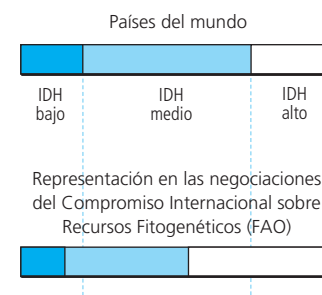 Países del mundo
IDH IDH IDH
bajo medio alto
Representación en las negociaciones
del Compromiso Internacional sobre
Recursos Fitogenéticos (FAO)